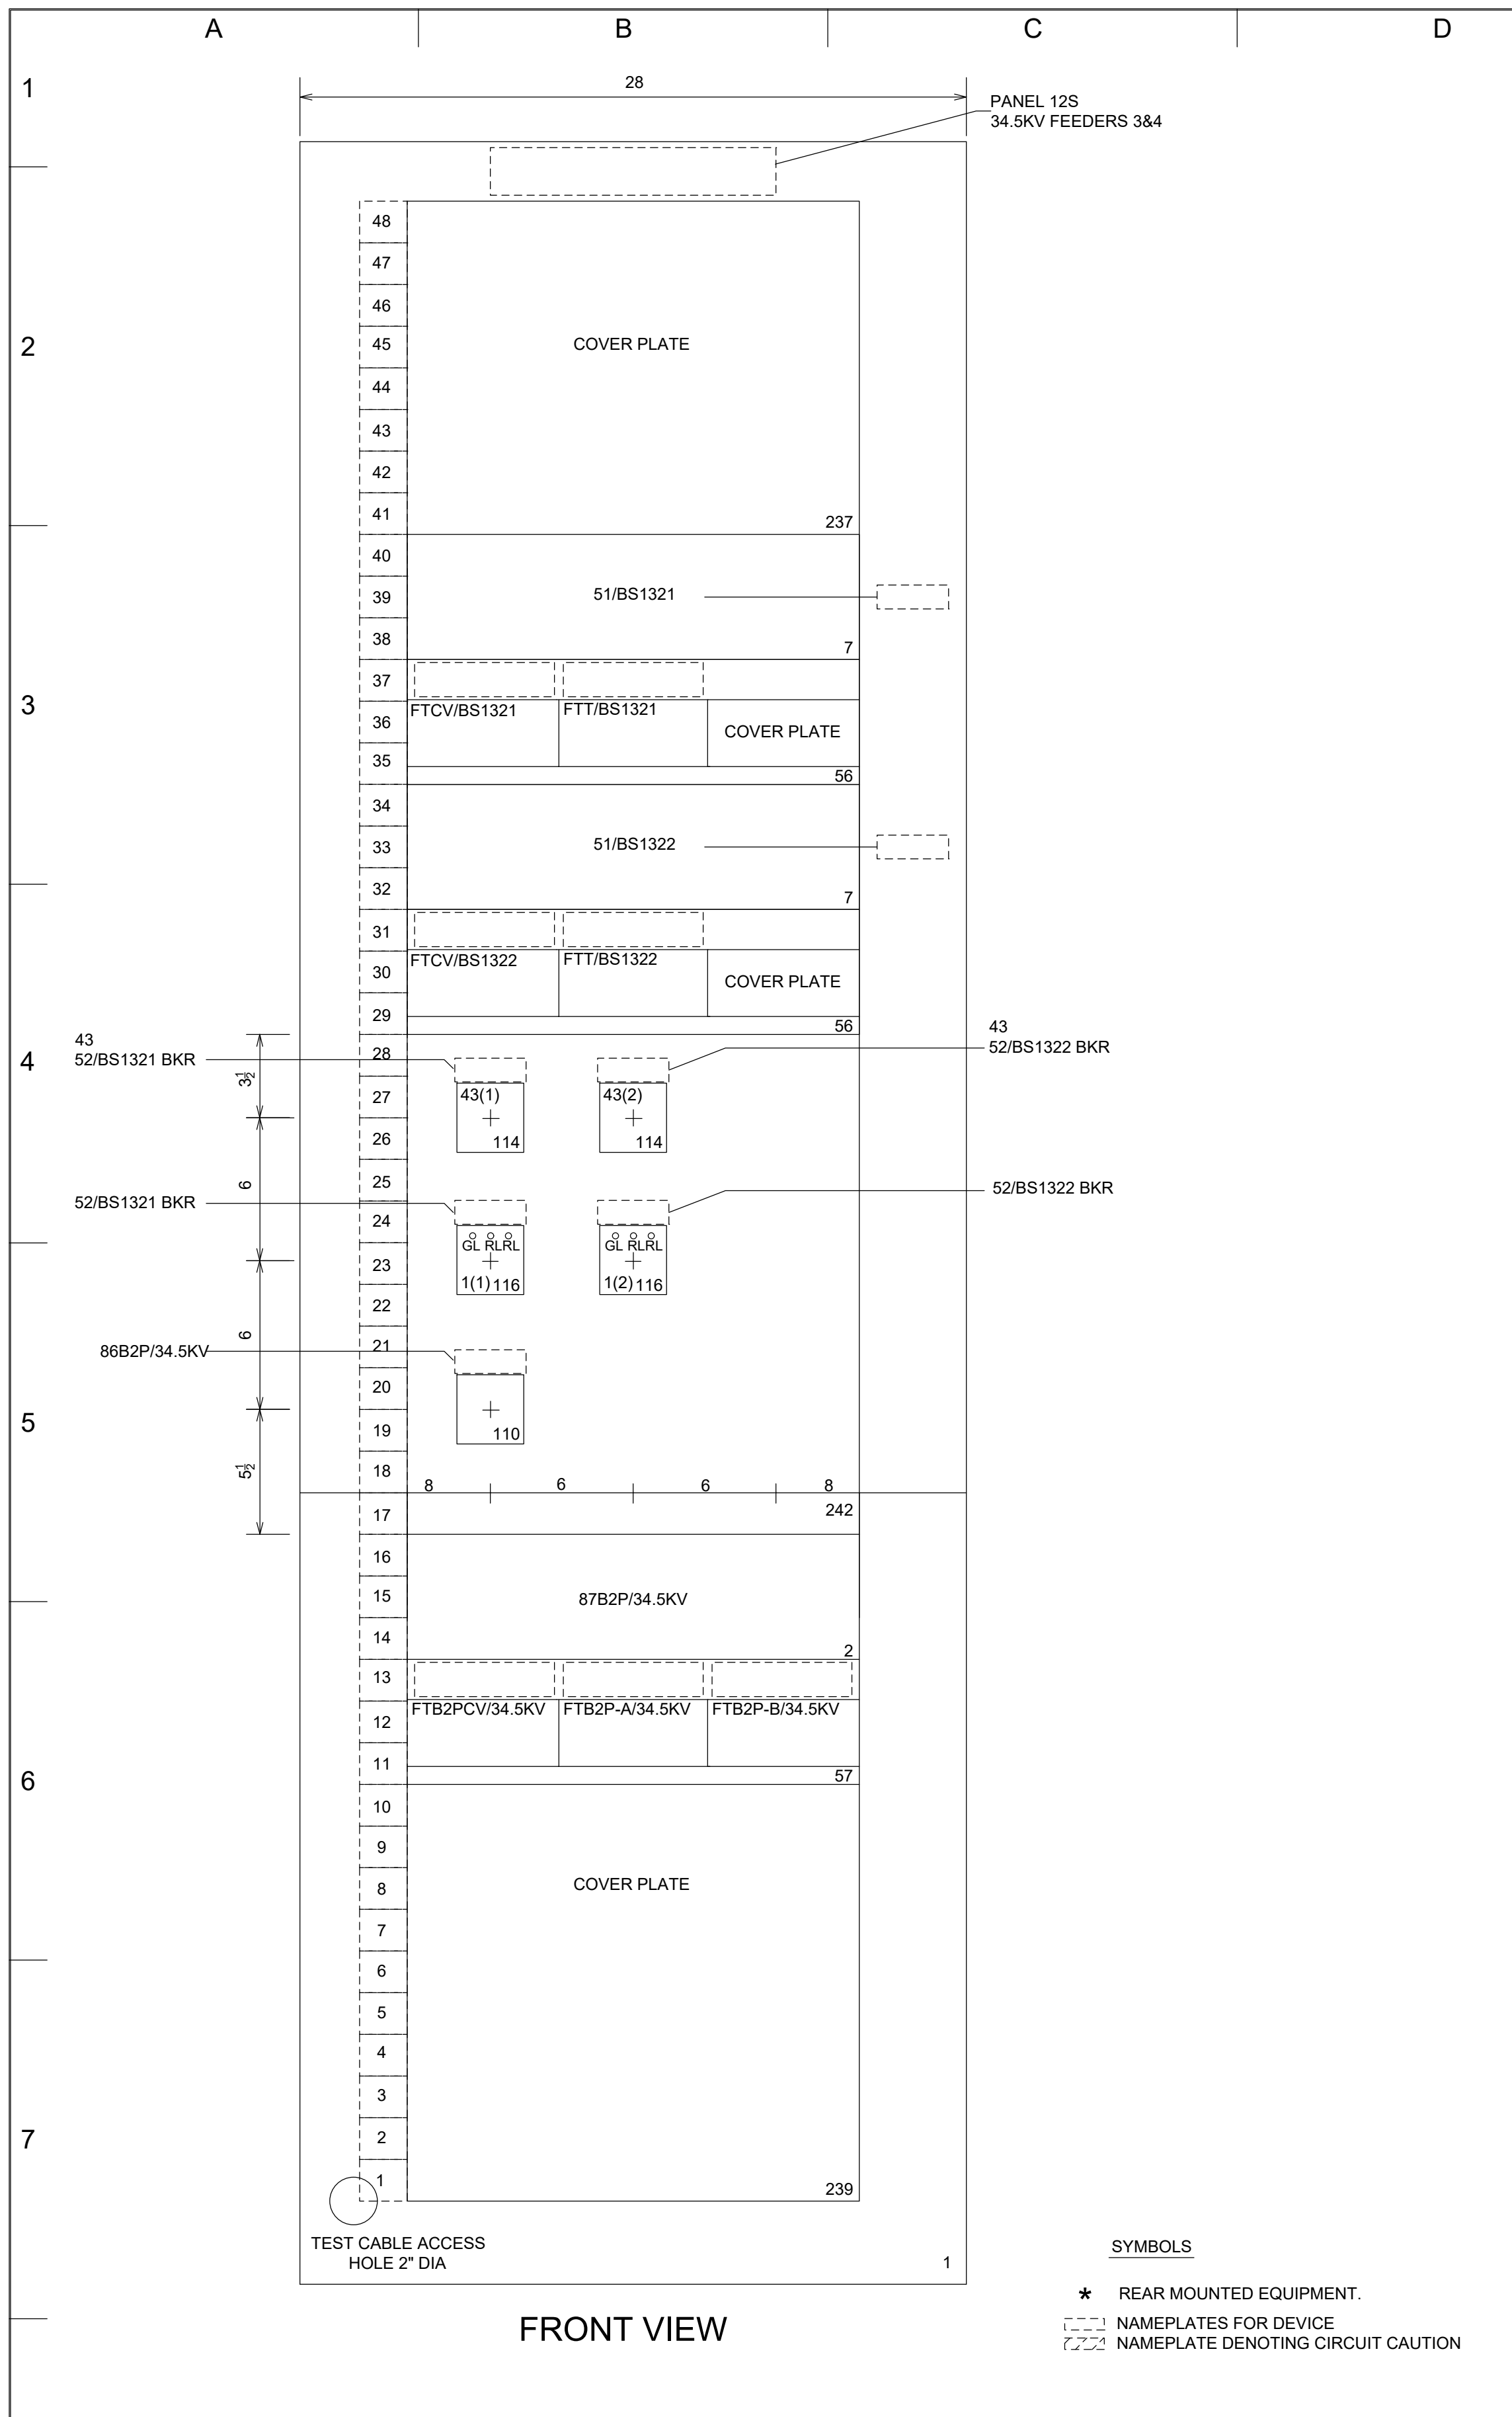 A B C D
1
28
PANEL 12S
34.5KV FEEDERS 3&4
48
47
46
2
45
COVER PLATE
44
43
42
41
237
40
39
51/BS1321
38
7
37
3
36
FTCV/BS1321 FTT/BS1321
COVER PLATE
35
56
34
33
51/BS1322
32
7
31
30
FTCV/BS1322 FTT/BS1322
COVER PLATE
29
56
43
52/BS1321 BKR
43
52/BS1322 BKR
4
28
3½
27
43(1) 43(2)
26
114 114
25
6
52/BS1321 BKR
52/BS1322 BKR
24
GL RLRL GL RLRL
23
1(1) 116 1(2) 116
22
6
21
86B2P/34.5KV
20
5
19
110
18
5½
8 6 6 8
17
242
16
15
87B2P/34.5KV
14
2
13
12
FTB2PCV/34.5KV FTB2P-A/34.5KV FTB2P-B/34.5KV
11
6
57
10
9
8
COVER PLATE
7
6
5
4
3
7
2
1
239
TEST CABLE ACCESS
HOLE 2" DIA
1
SYMBOLS
* REAR MOUNTED EQUIPMENT.
NAMEPLATES FOR DEVICE
NAMEPLATE DENOTING CIRCUIT CAUTION
FRONT VIEW